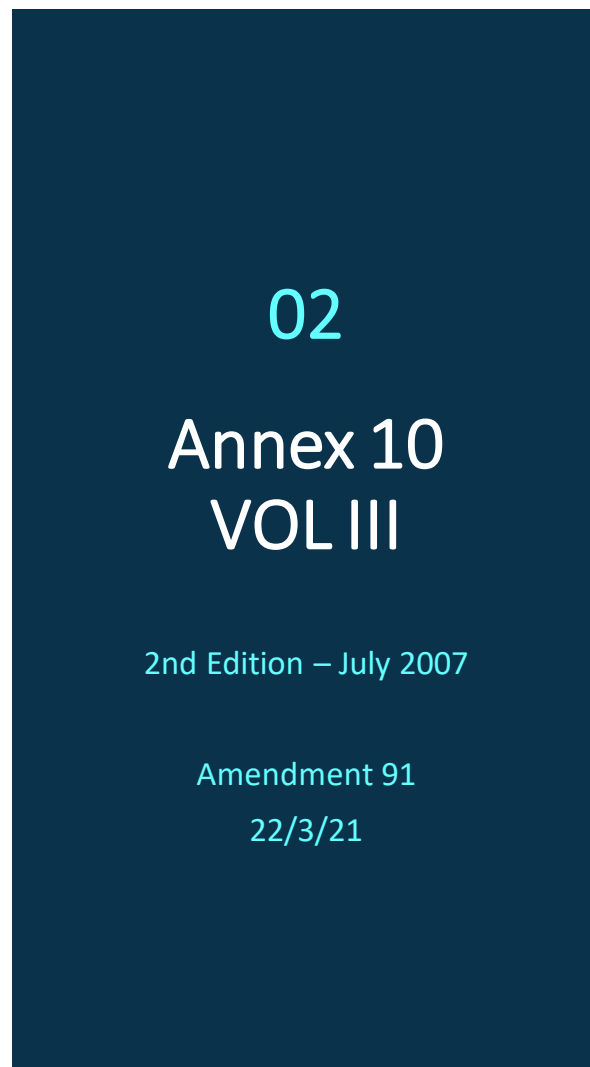 02
Annex 10
VOL III
2nd Edition – July 2007
Amendment 91
22/3/21